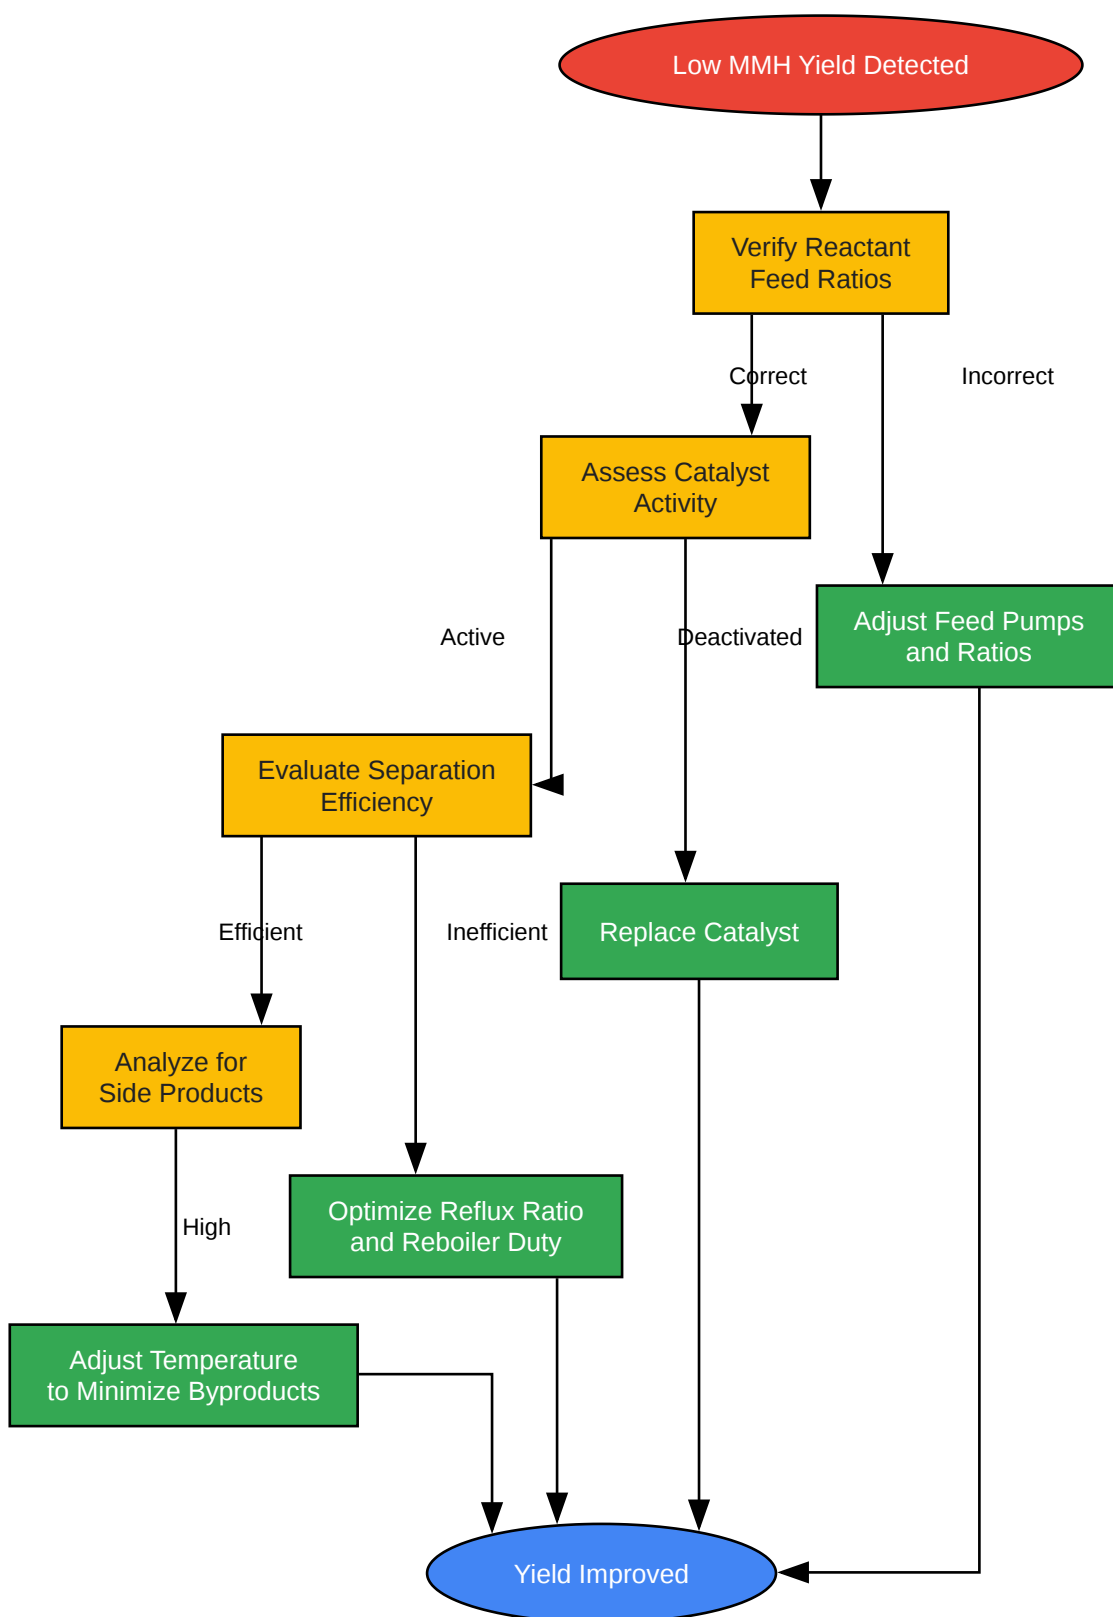 Low MMH Yield Detected
Verify Reactant
Feed Ratios
Correct
Incorrect
Assess Catalyst
Activity
Adjust Feed Pumps
and Ratios
Active
Deactivated
Evaluate Separation
Efficiency
Replace Catalyst
Efficient
Inefficient
Analyze for
Side Products
Optimize Reflux Ratio
and Reboiler Duty
High
Adjust Temperature
to Minimize Byproducts
Yield Improved